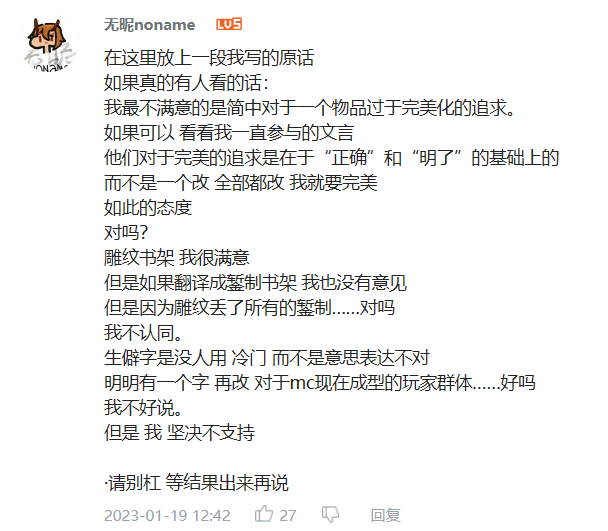 无昵noname LV5
在这里放上一段我写的原话
如果真的有人看的话：
我最不满意的是简中对于一个物品过于完美化的追求。
如果可以 看看我一直参与的文言
他们对于完美的追求是在于“正确”和“明了”的基础上的
而不是一个改 全部都改 我就要完美
如此的态度
对吗？
雕纹书架 我很满意
但是如果翻译成錾制书架 我也没有意见
但是因为雕纹丢了所有的錾制……对吗
我不认同。
生僻字是没人用 冷门 而不是意思表达不对
明明有一个字 再改 对于mc现在成型的玩家群体……好吗
我不好说。
但是 我 坚决不支持
·请别杠 等结果出来再说
2023-01-19 12:42 27 回复